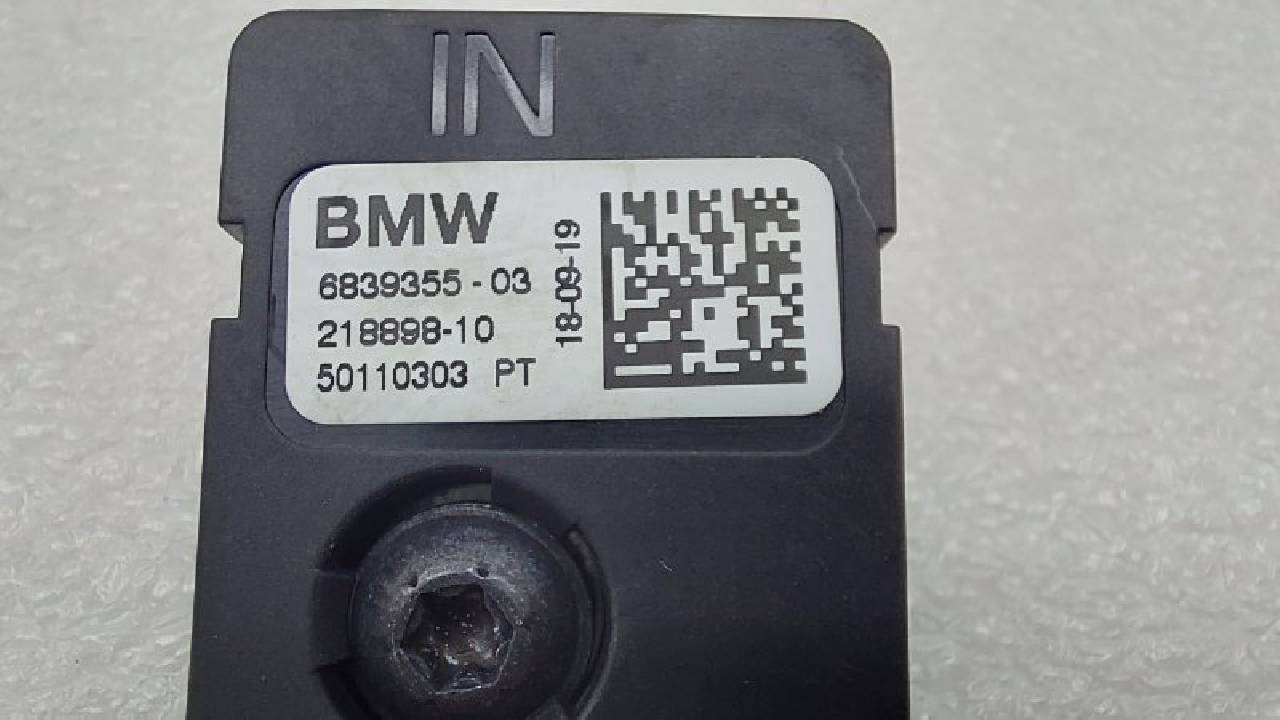 IN
BMW
6839355 - 03
218898-10
50110303 PT
18-09-19